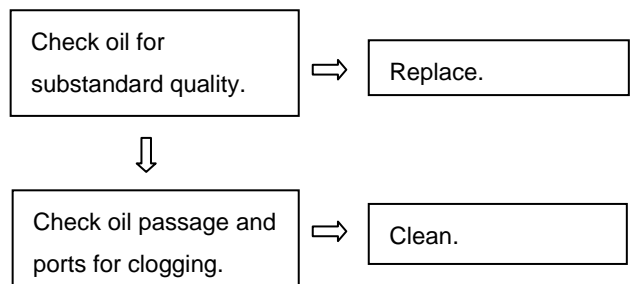 Check oil for
substandard quality.
Replace.
Check oil passage and
ports for clogging.
Clean.